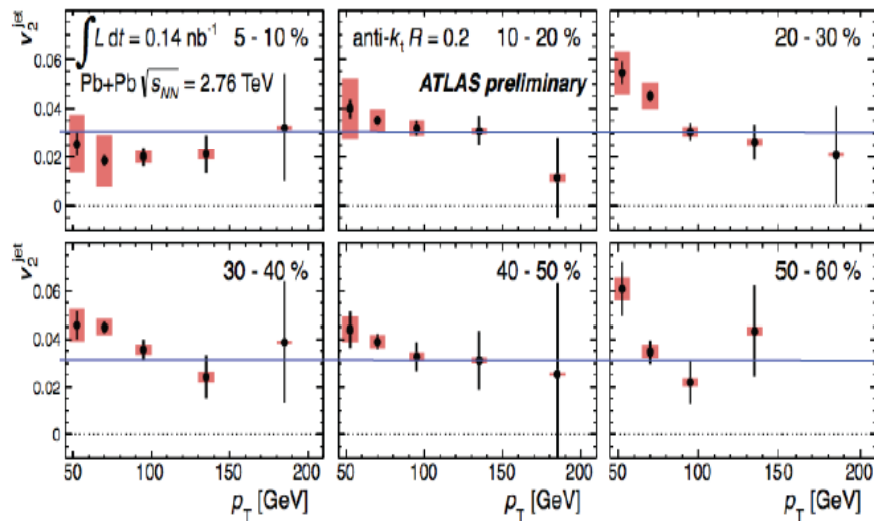 v₂^jet
∫ L dt = 0.14 nb⁻¹ 5 - 10 %
Pb+Pb √s_NN = 2.76 TeV
anti-k_t R = 0.2 10 - 20 %
ATLAS preliminary
20 - 30 %
0.06
0.04
0.02
0
v₂^jet
30 - 40 %
40 - 50 %
50 - 60 %
0.06
0.04
0.02
0
50 100 150 200 50 100 150 200 50 100 150 200
p_T [GeV] p_T [GeV] p_T [GeV]